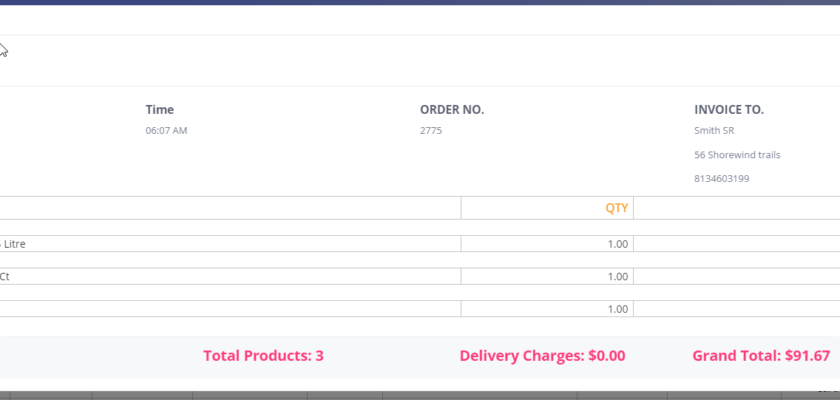 Time ORDER NO. INVOICE TO.
06:07 AM 2775 Smith SR
56 Shorewind trails
8134603199
QTY
Litre 1.00
Ct 1.00
1.00
Total Products: 3 Delivery Charges: $0.00 Grand Total: $91.67